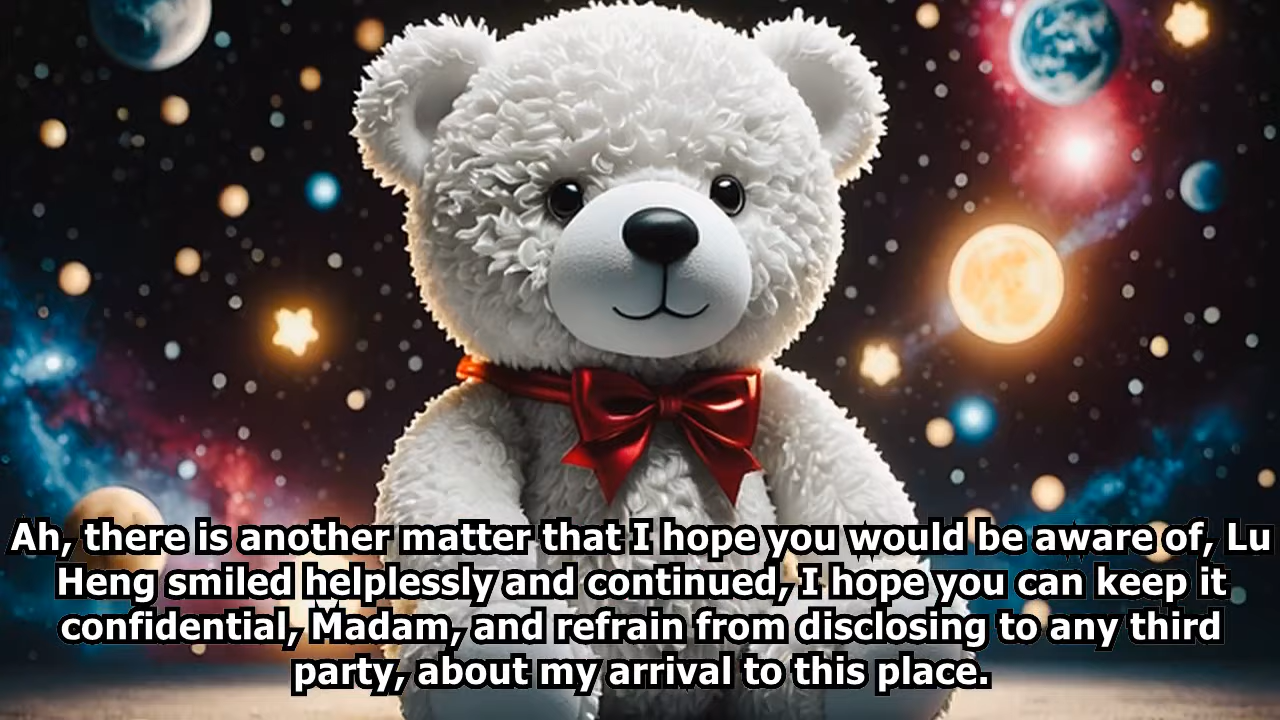 Ah, there is another matter that I hope you would be aware of, Lu
Heng smiled helplessly and continued, I hope you can keep it
confidential, Madam, and refrain from disclosing to any third
party, about my arrival to this place.